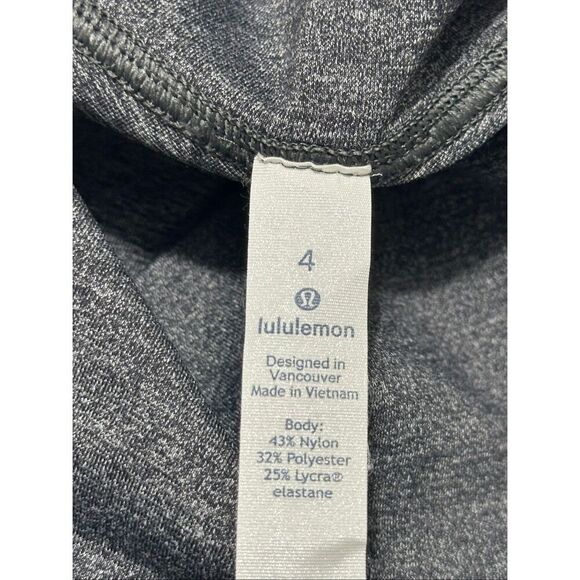 4
lululemon
Designed in
Vancouver
Made in Vietnam
Body:
43% Nylon
32% Polyester
25% Lycra®
elastane